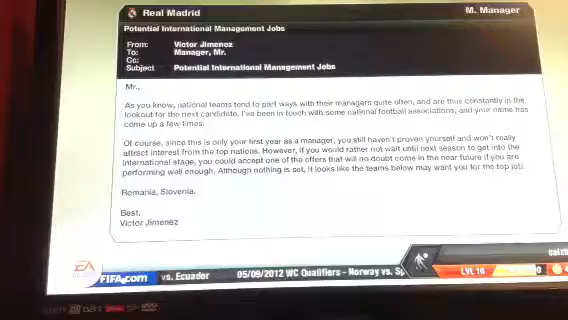 Real Madrid
M. Manager
Potential International Management Jobs
From: Victor Jimenez
To: Manager, Mr.
Cc:
Subject Potential International Management Jobs
Mr.,
As you know, national teams tend to part ways with their managers quite often, and are thus constantly in the
lookout for the next candidate. I've been in touch with some national football associations, and your name has
come up a few times.
Of course, since this is only your first year as a manager, you still haven't proven yourself and won't really
attract interest from the top nations. However, if you would rather not wait until next season to get into the
international stage, you could accept one of the offers that will no doubt come in the near future if you are
performing well enough. Although nothing is set, it looks like the teams below may want you for the top job.
Romania, Slovenia.
Best,
Victor Jimenez
EA
FIFA.com
vs. Ecuador
05/09/2012 WC Qualifiers - Norway vs.
LVL 16